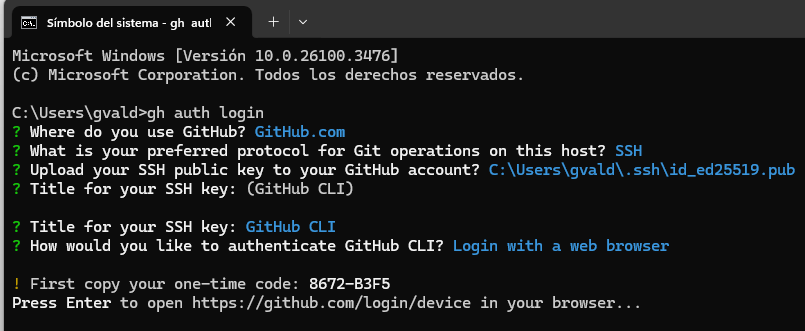 Símbolo del sistema - gh  auth
Microsoft Windows [Versión 10.0.26100.3476]
(c) Microsoft Corporation. Todos los derechos reservados.
C:\Users\gvald>gh auth login
? Where do you use GitHub? GitHub.com
? What is your preferred protocol for Git operations on this host? SSH
? Upload your SSH public key to your GitHub account? C:\Users\gvald\.ssh\id_ed25519.pub
? Title for your SSH key: (GitHub CLI)
? Title for your SSH key: GitHub CLI
? How would you like to authenticate GitHub CLI? Login with a web browser
! First copy your one-time code: 8672-B3F5
Press Enter to open https://github.com/login/device in your browser...